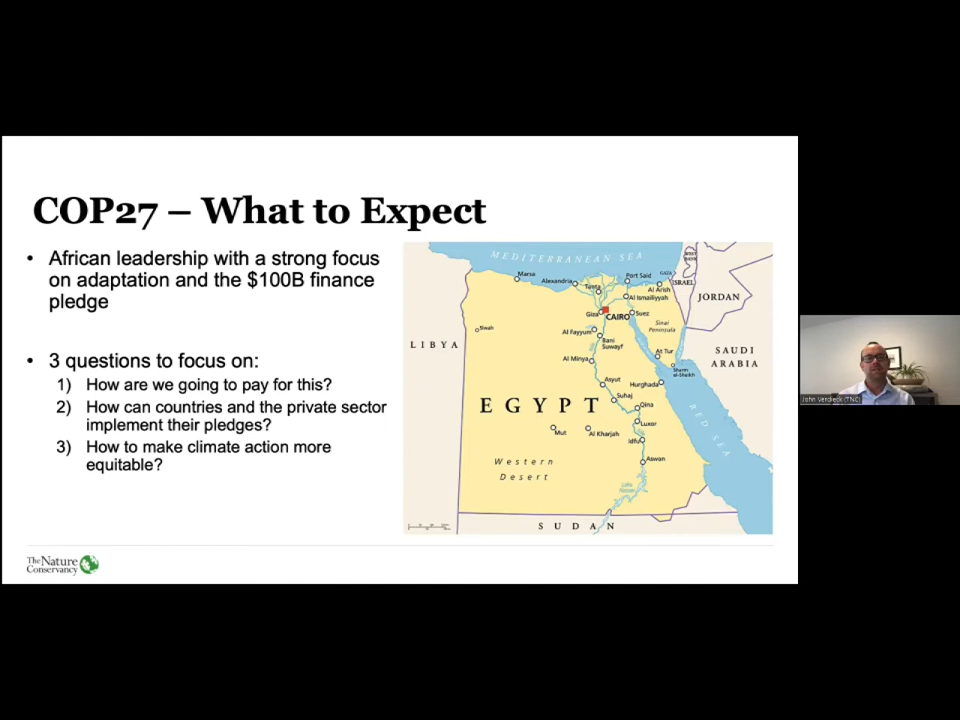 COP27 – What to Expect
• African leadership with a strong focus
on adaptation and the $100B finance
pledge
• 3 questions to focus on:
1) How are we going to pay for this?
2) How can countries and the private sector
implement their pledges?
3) How to make climate action more
equitable?
MEDITERRANEAN SEA
Marsa
Alexandria
Tanta
Port Said
GAZA
WEST
BANK
ISRAEL
JORDAN
Al Arish
Al Ismailiyyah
Giza
CAIRO
Suez
Siwah
Al Fayyum
Sinai
Peninsula
Bani
Suwayf
LIBYA
Al Minya
At Tur
SAUDI
ARABIA
Sharm
el-Sheikh
Asyut
Hurghada
Suhaj
Qina
EGYPT
RED SEA
Luxor
Mut
Al Kharjah
Idfu
Aswan
Western
Desert
Lake
Nasser
SUDAN
The Nature
Conservancy
John Verdieck (TNC)